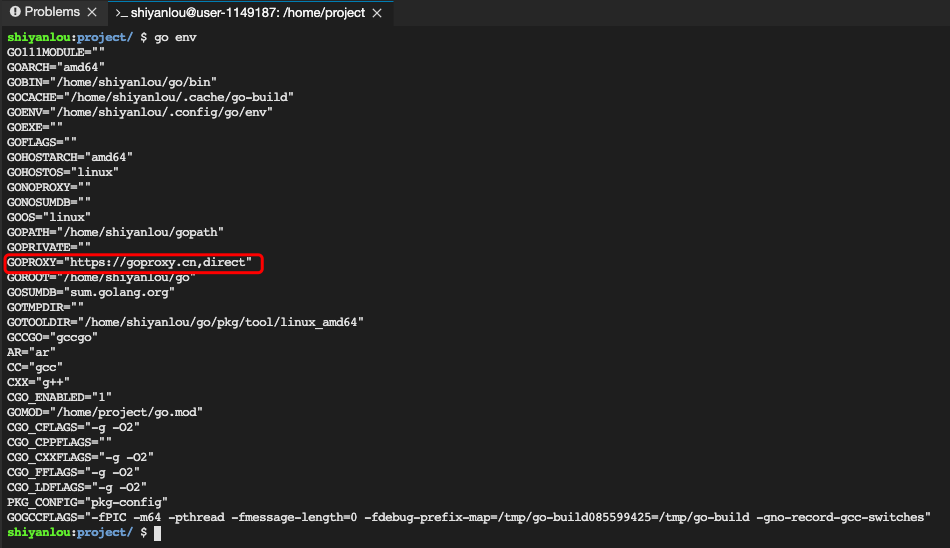 Problems
>_ shiyanlou@user-1149187: /home/project
shiyanlou:project/ $ go env
GO111MODULE=""
GOARCH="amd64"
GOBIN="/home/shiyanlou/go/bin"
GOCACHE="/home/shiyanlou/.cache/go-build"
GOENV="/home/shiyanlou/.config/go/env"
GOEXE=""
GOFLAGS=""
GOHOSTARCH="amd64"
GOHOSTOS="linux"
GONOPROXY=""
GONOSUMDB=""
GOOS="linux"
GOPATH="/home/shiyanlou/gopath"
GOPRIVATE=""
GOPROXY="https://goproxy.cn,direct"
GOROOT="/home/shiyanlou/go"
GOSUMDB="sum.golang.org"
GOTMPDIR=""
GOTOOLDIR="/home/shiyanlou/go/pkg/tool/linux_amd64"
GCCGO="gccgo"
AR="ar"
CC="gcc"
CXX="g++"
CGO_ENABLED="1"
GOMOD="/home/project/go.mod"
CGO_CFLAGS="-g -O2"
CGO_CPPFLAGS=""
CGO_CXXFLAGS="-g -O2"
CGO_FFLAGS="-g -O2"
CGO_LDFLAGS="-g -O2"
PKG_CONFIG="pkg-config"
GOGCCFLAGS="-fPIC -m64 -pthread -fmessage-length=0 -fdebug-prefix-map=/tmp/go-build085599425=/tmp/go-build -gno-record-gcc-switches"
shiyanlou:project/ $